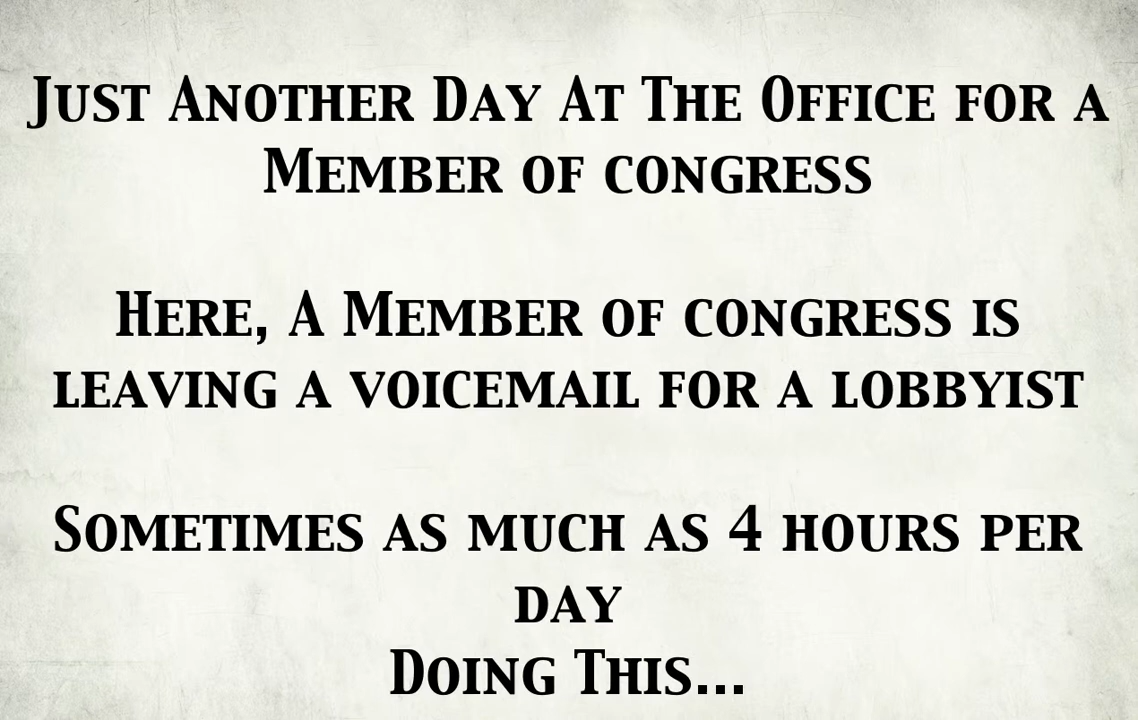 Just Another Day At The Office for a
Member of congress
Here, A Member of congress is
leaving a voicemail for a lobbyist
Sometimes as much as 4 hours per
day
Doing This...